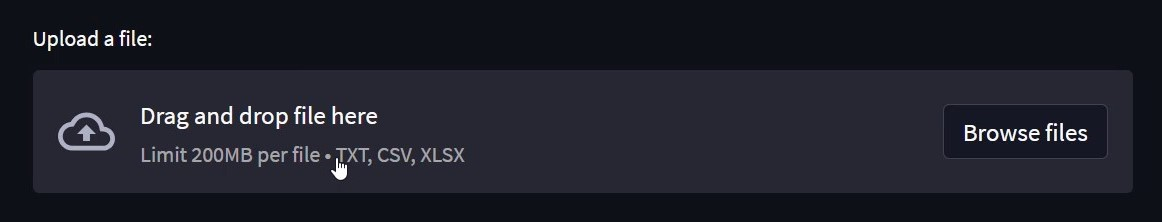 Upload a file:
Drag and drop file here
Limit 200MB per file • TXT, CSV, XLSX
Browse files